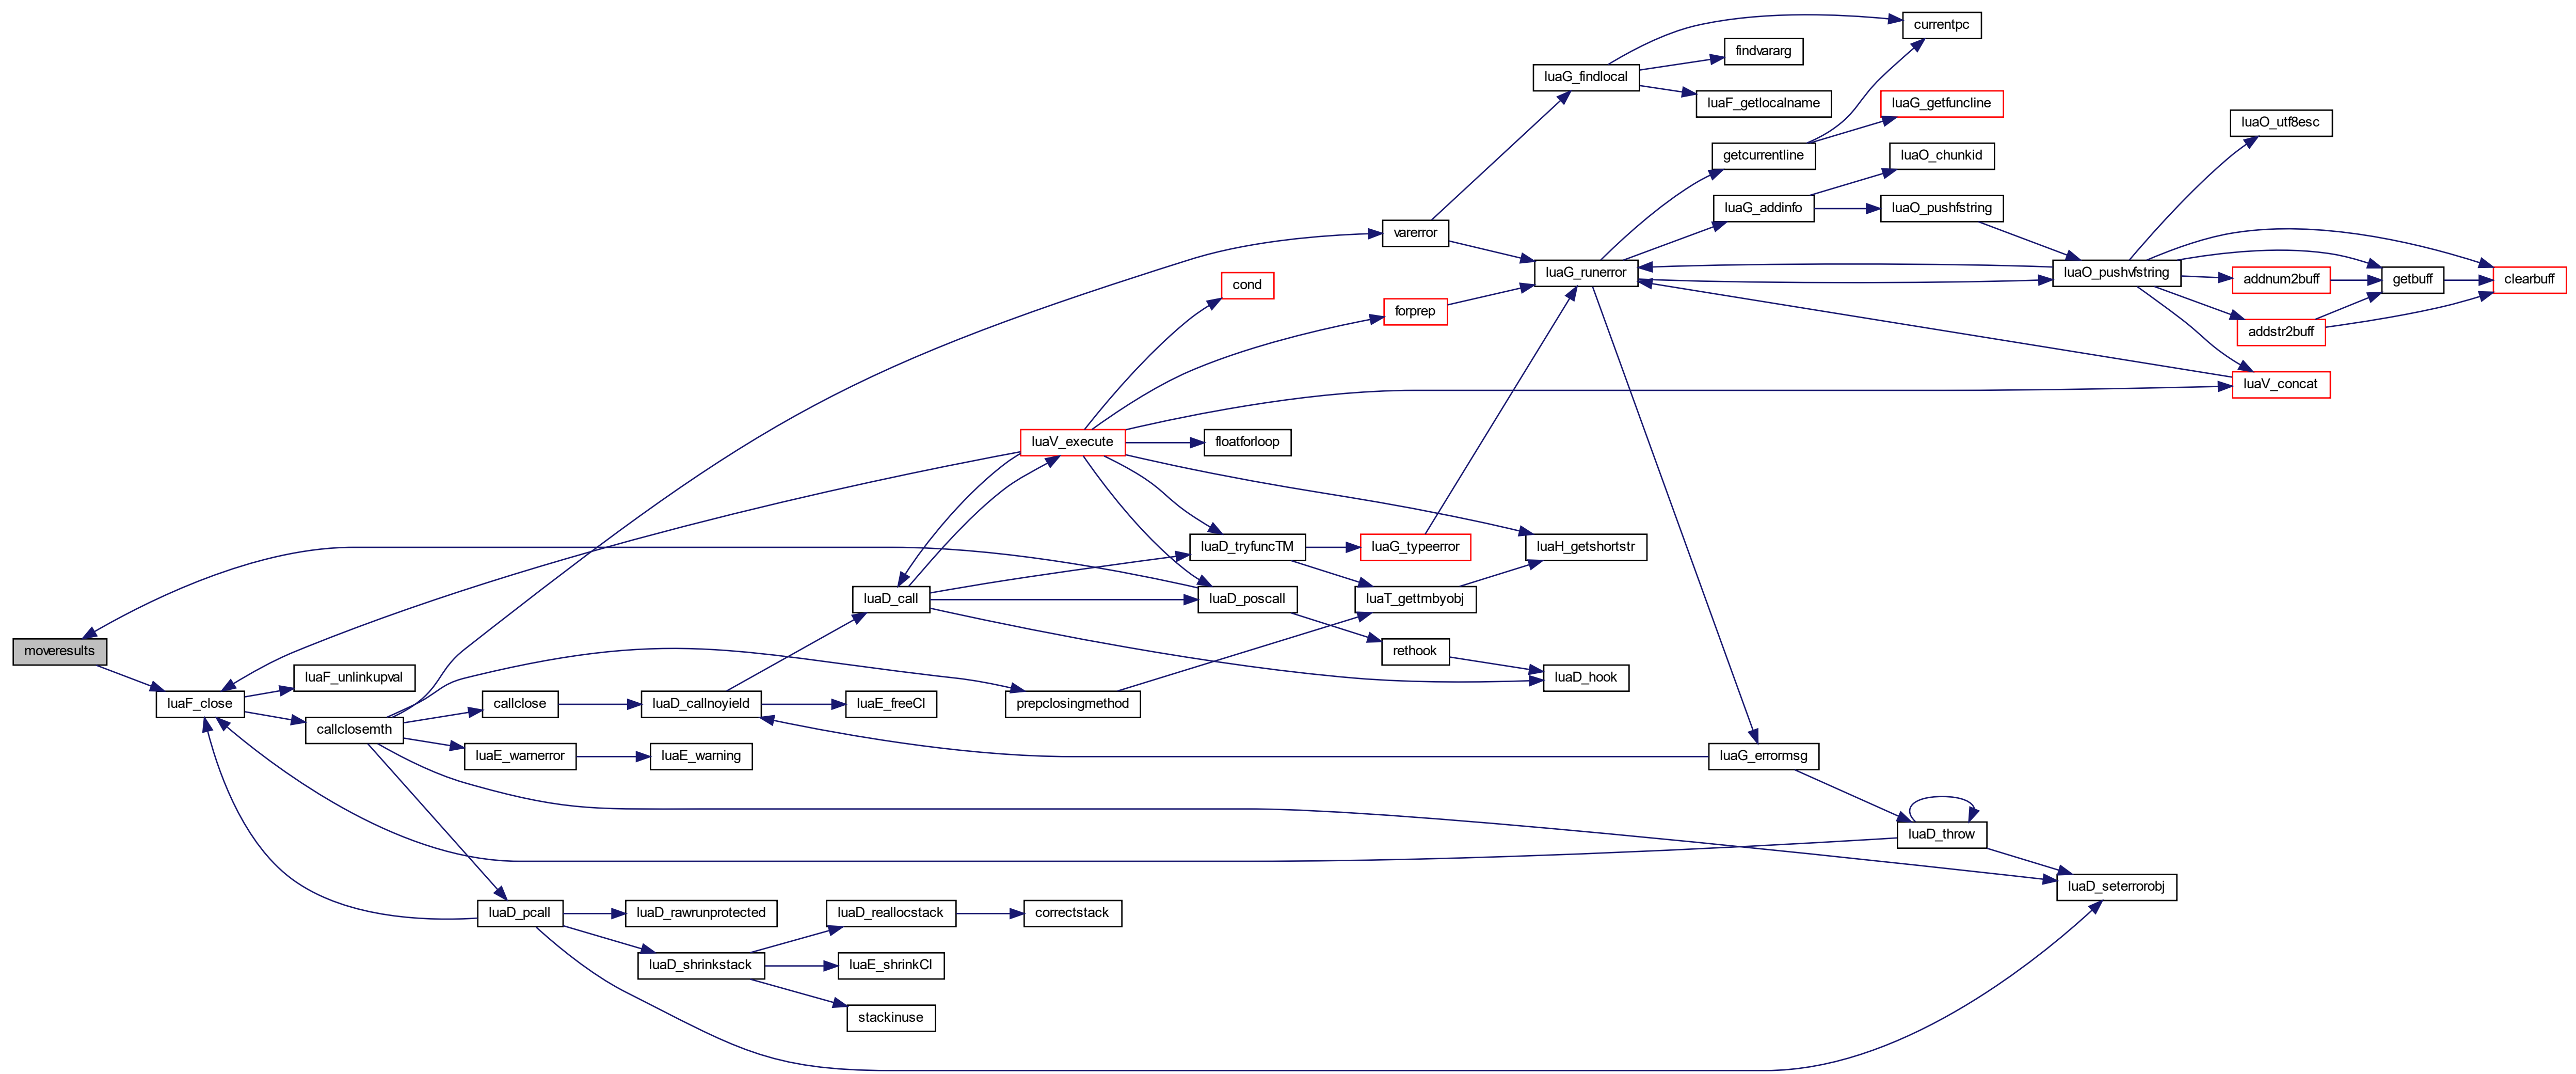 currentpc
findvararg
luaG_findlocal
luaF_getlocalname
luaG_getfuncline
luaO_utf8esc
getcurrentline
luaO_chunkid
luaG_addinfo
luaO_pushfstring
varerror
luaG_runerror
luaO_pushvfstring
addnum2buff
getbuff
clearbuff
cond
forprep
addstr2buff
luaV_concat
luaV_execute
floatforloop
luaD_tryfuncTM
luaG_typeerror
luaH_getshortstr
luaD_call
luaD_poscall
luaT_gettmbyobj
moveresults
rethook
luaF_unlinkupval
luaD_hook
luaF_close
callclose
luaD_callnoyield
luaE_freeCI
prepclosingmethod
callclosemth
luaE_warnerror
luaE_warning
luaG_errormsg
luaD_throw
luaD_seterrorobj
luaD_pcall
luaD_rawrunprotected
luaD_reallocstack
correctstack
luaD_shrinkstack
luaE_shrinkCI
stackinuse